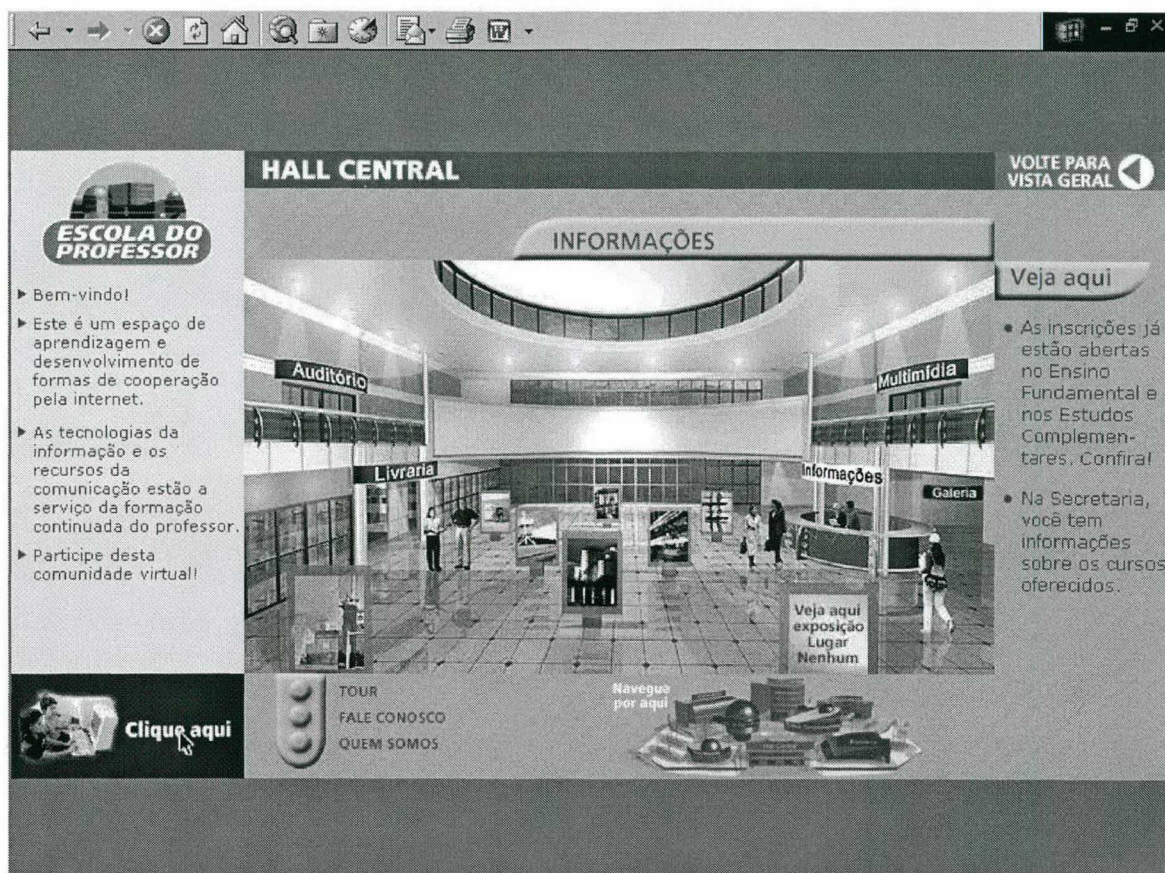 HALL CENTRAL
VOLTE PARA
VISTA GERAL
ESCOLA DO
PROFESSOR
INFORMAÇÕES
Bem-vindo!
Este é um espaço de
aprendizagem e
desenvolvimento de
formas de cooperação
pela internet.
As tecnologias da
informação e os
recursos da
comunicação estão a
serviço da formação
continuada do professor.
Participe desta
comunidade virtual!
Auditório
Multimídia
Livraria
Informações
Galeria
Veja aqui
exposição
Lugar
Nenhum
Veja aqui
As inscrições já
estão abertas
no Ensino
Fundamental e
nos Estudos
Complemen-
tares. Confira!
Na Secretaria,
você tem
informações
sobre os cursos
oferecidos.
Clique aqui
TOUR
FALE CONOSCO
QUEM SOMOS
Navegue
por aqui